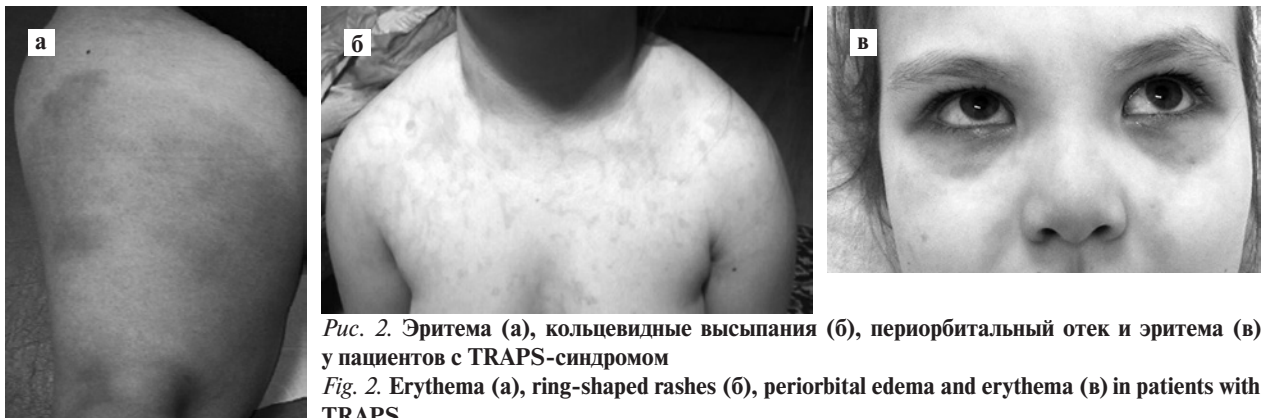 а
б
в
Рис. 2. Эритема (а), кольцевидные высыпания (б), периорбитальный отек и эритема (в)
у пациентов с TRAPS-синдромом
Fig. 2. Erythema (а), ring-shaped rashes (б), periorbital edema and erythema (в) in patients with
TRAPS